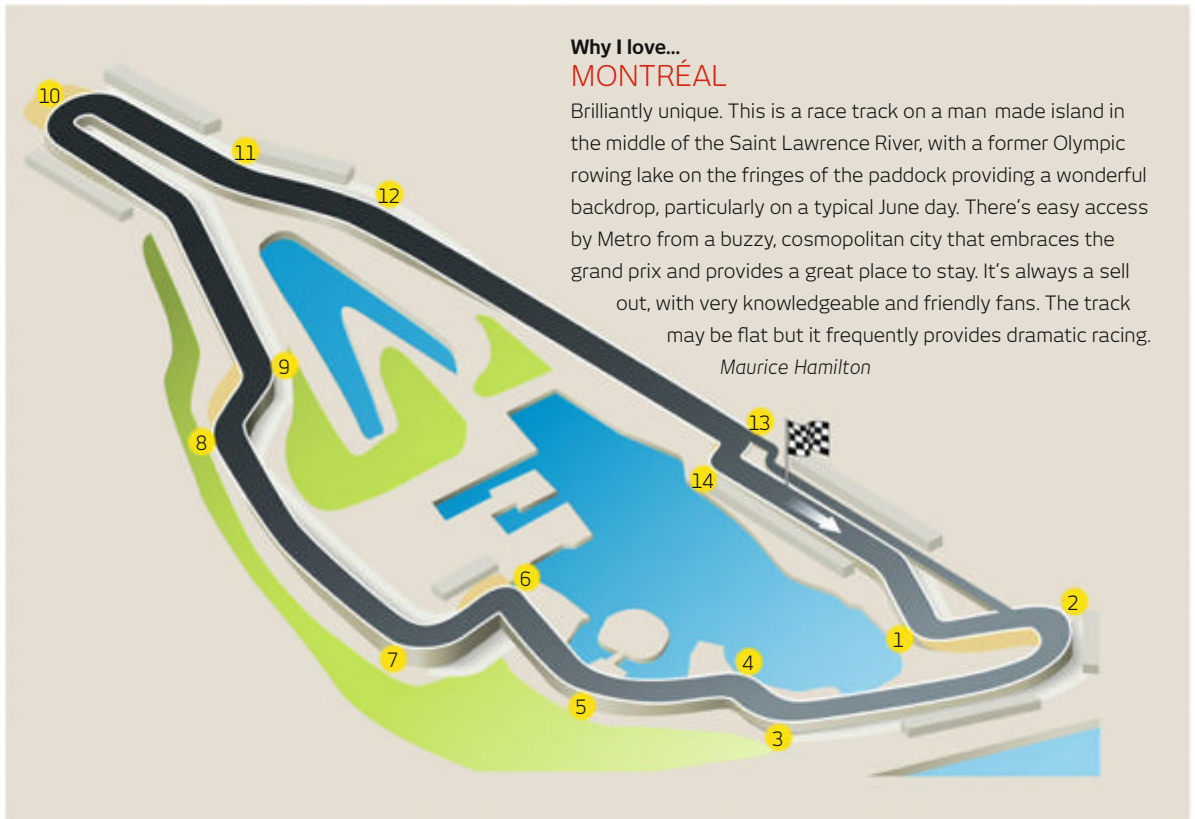 Why I love...
MONTRÉAL
Brilliantly unique. This is a race track on a man made island in
the middle of the Saint Lawrence River, with a former Olympic
rowing lake on the fringes of the paddock providing a wonderful
backdrop, particularly on a typical June day. There's easy access
by Metro from a buzzy, cosmopolitan city that embraces the
grand prix and provides a great place to stay. It's always a sell
out, with very knowledgeable and friendly fans. The track
may be flat but it frequently provides dramatic racing.
Maurice Hamilton
10
11
12
9
13
8
14
6
2
1
7
4
5
3